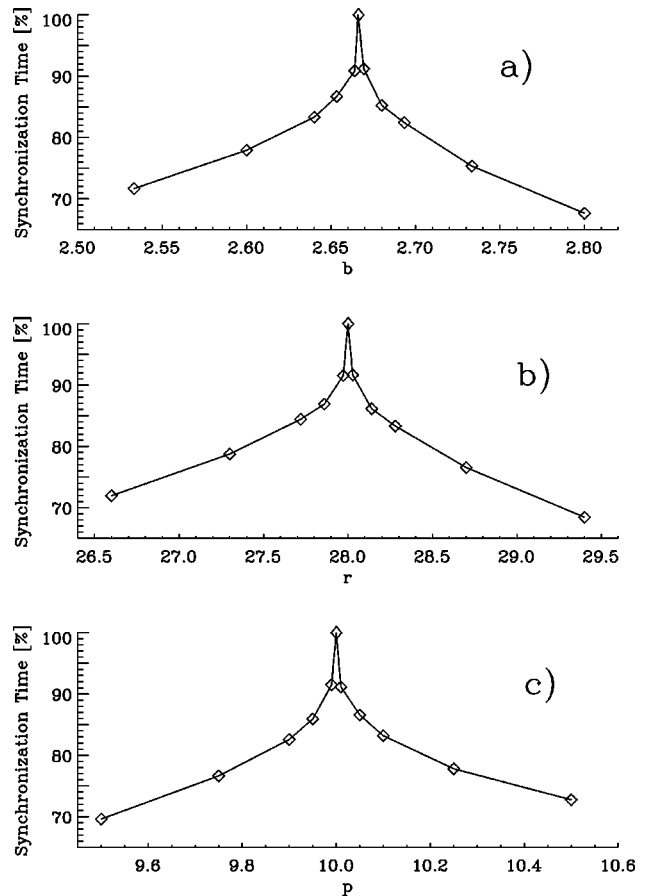 Synchronization Time [%]
100
90
80
70
a)
2.50 2.55 2.60 2.65 2.70 2.75 2.80
b
Synchronization Time [%]
100
90
80
70
b)
26.5 27.0 27.5 28.0 28.5 29.0 29.5
r
Synchronization Time [%]
100
90
80
70
c)
9.6 9.8 10.0 10.2 10.4 10.6
p